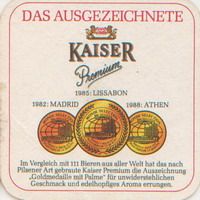 DAS AUSGEZEICHNETE
KAISER
Premium
1985: LISSABON
1982: MADRID
1988: ATHEN
Im Vergleich mit 111 Bieren aus aller Welt hat das nach
Pilsener Art gebraute Kaiser Premium die Auszeichnung
„Goldmedaille mit Palme" für unwiderstehlichen
Geschmack und edelhopfiges Aroma errungen.